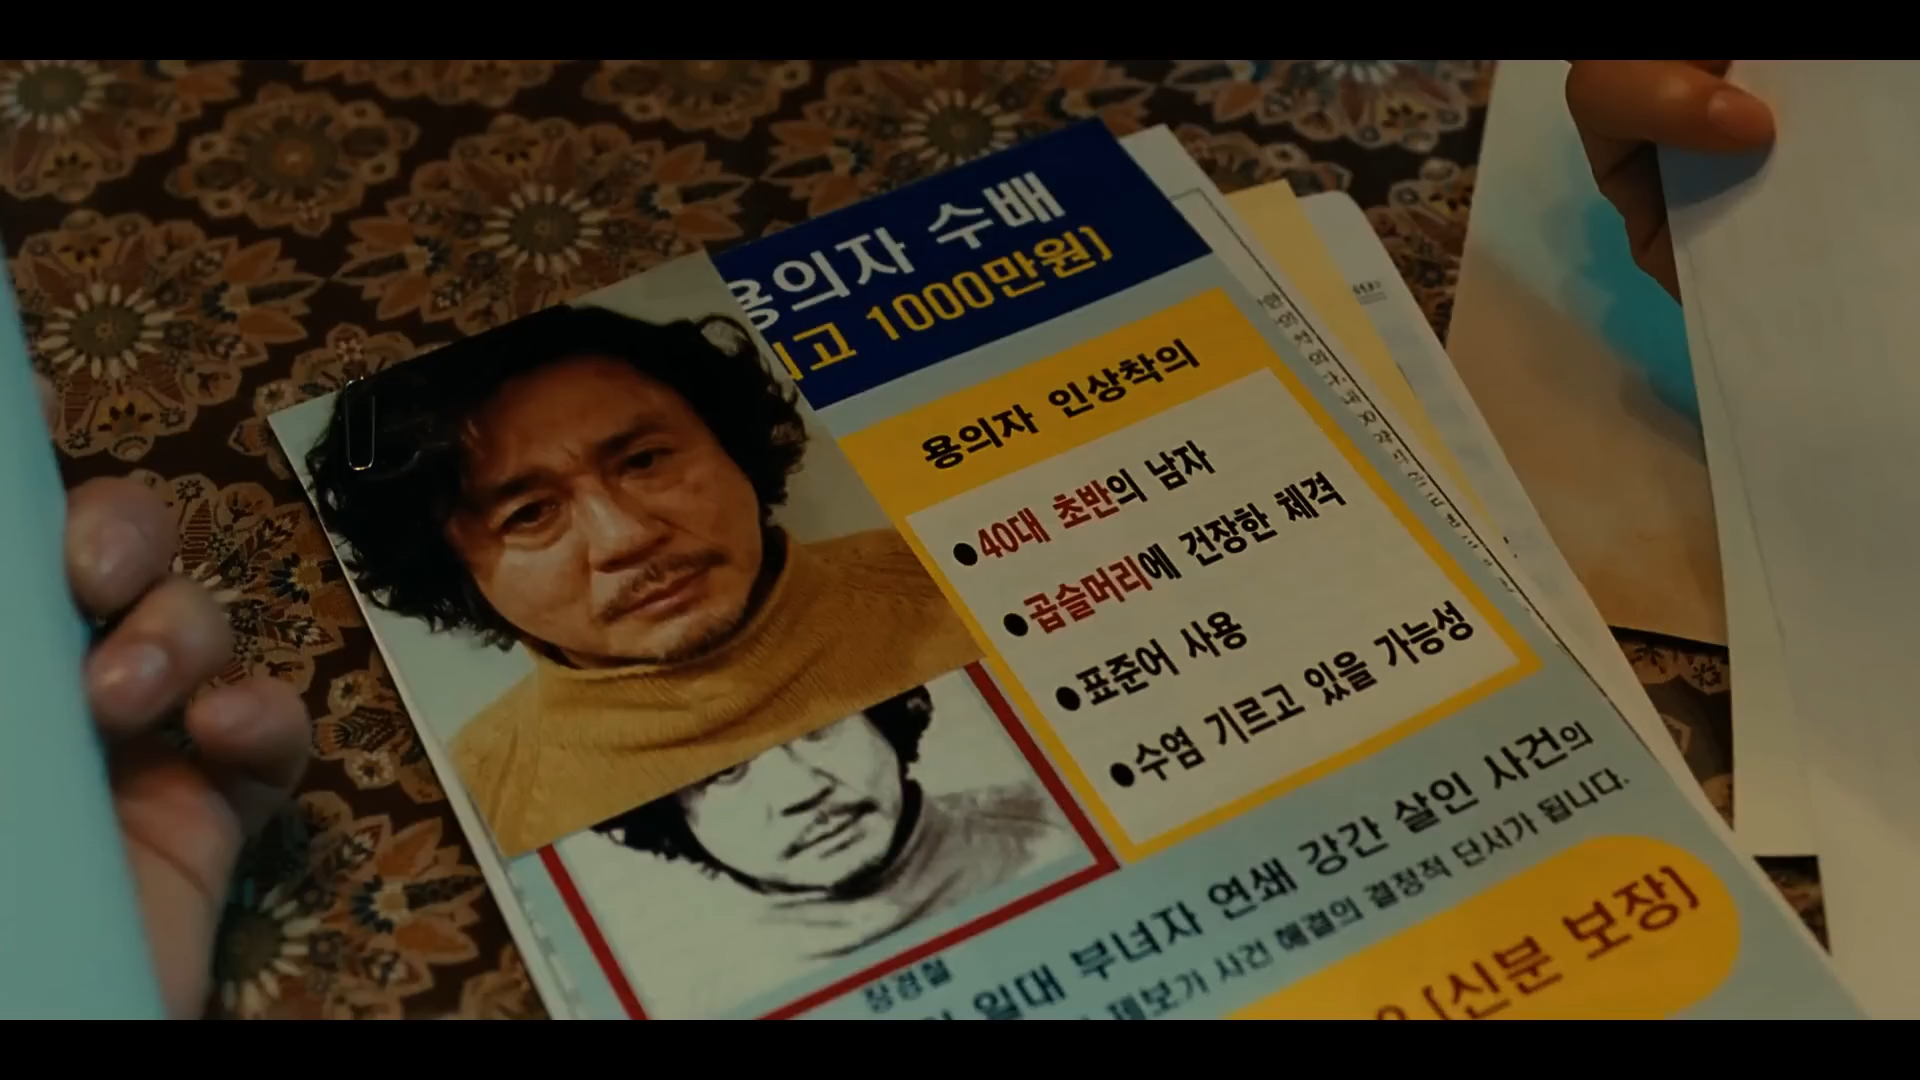 용의자 수배
고 1000만원)
용의자 인상착의
●40대 초반의 남자
●곱슬머리에 건장한 체격
●표준어 사용
●수염 기르고 있을 가능성
장경철
일대 부녀자 연쇄 강간 살인 사건의
제보가 사건 해결의 결정적 단서가 됩니다.
[신분 보장]